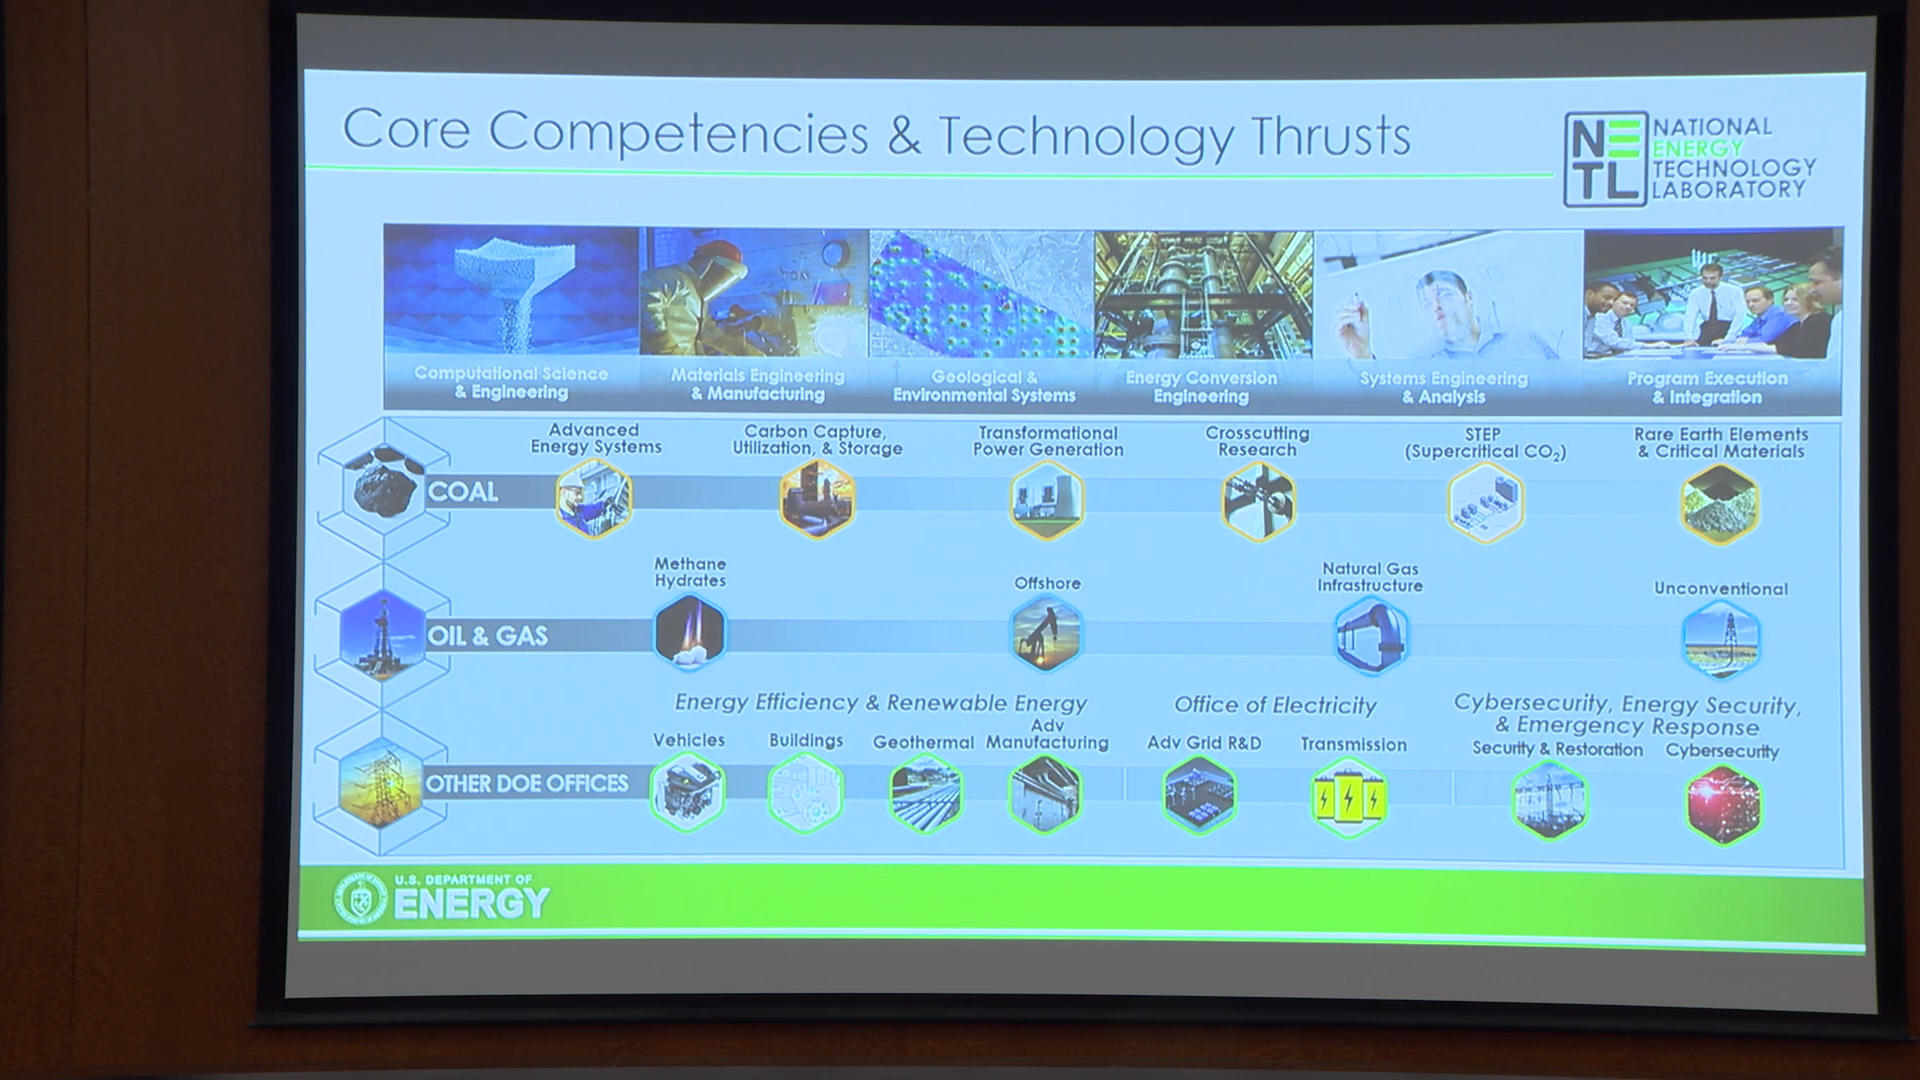 Core Competencies & Technology Thrusts
NE
TL
NATIONAL
ENERGY
TECHNOLOGY
LABORATORY
Computational Science
& Engineering
Materials Engineering
& Manufacturing
Geological &
Environmental Systems
Energy Conversion
Engineering
Systems Engineering
& Analysis
Program Execution
& Integration
COAL
Advanced
Energy Systems
Carbon Capture,
Utilization, & Storage
Transformational
Power Generation
Crosscutting
Research
STEP
(Supercritical CO₂)
Rare Earth Elements
& Critical Materials
OIL & GAS
Methane
Hydrates
Offshore
Natural Gas
Infrastructure
Unconventional
OTHER DOE OFFICES
Energy Efficiency & Renewable Energy
Vehicles
Buildings
Geothermal
Adv
Manufacturing
Office of Electricity
Adv Grid R&D
Transmission
Cybersecurity, Energy Security,
& Emergency Response
Security & Restoration
Cybersecurity
U.S. DEPARTMENT OF
ENERGY